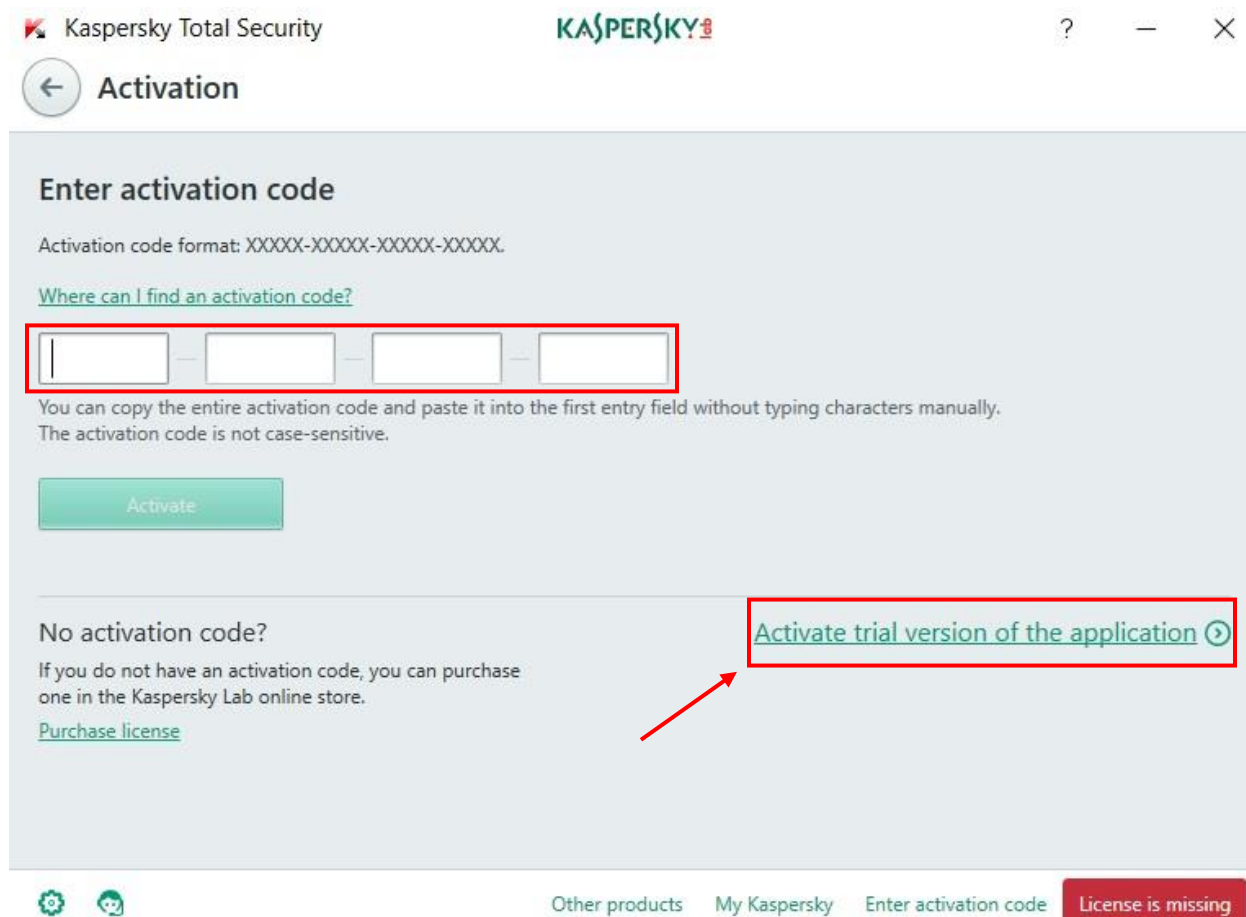 Kaspersky Total Security
KASPERSKY lab
?
Activation
Enter activation code
Activation code format: XXXXX-XXXXX-XXXXX-XXXXX.
Where can I find an activation code?
You can copy the entire activation code and paste it into the first entry field without typing characters manually.
The activation code is not case-sensitive.
Activate
No activation code?
Activate trial version of the application
If you do not have an activation code, you can purchase
one in the Kaspersky Lab online store.
Purchase license
Other products My Kaspersky Enter activation code License is missing